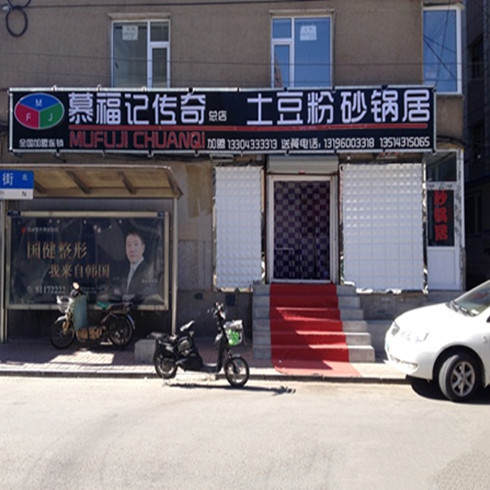 M
F J
慕福记传奇 总店 土豆粉砂锅居
MUFUJI CHUANQI
全国加盟连锁
加盟 13304333313 送餐电话: 13196003318 13514315065
街
N
国健整形
我来自韩国
81172222
砂锅居